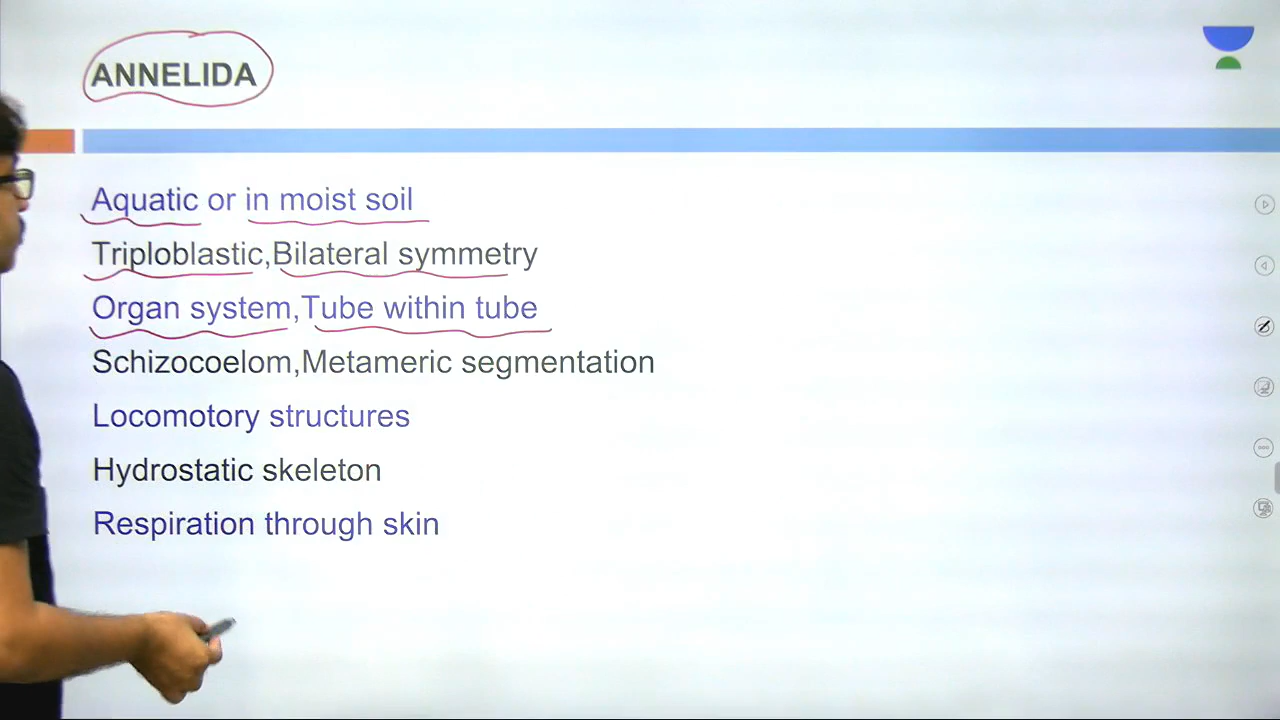 ANNELIDA
Aquatic or in moist soil
Triploblastic,Bilateral symmetry
Organ system,Tube within tube
Schizocoelom,Metameric segmentation
Locomotory structures
Hydrostatic skeleton
Respiration through skin